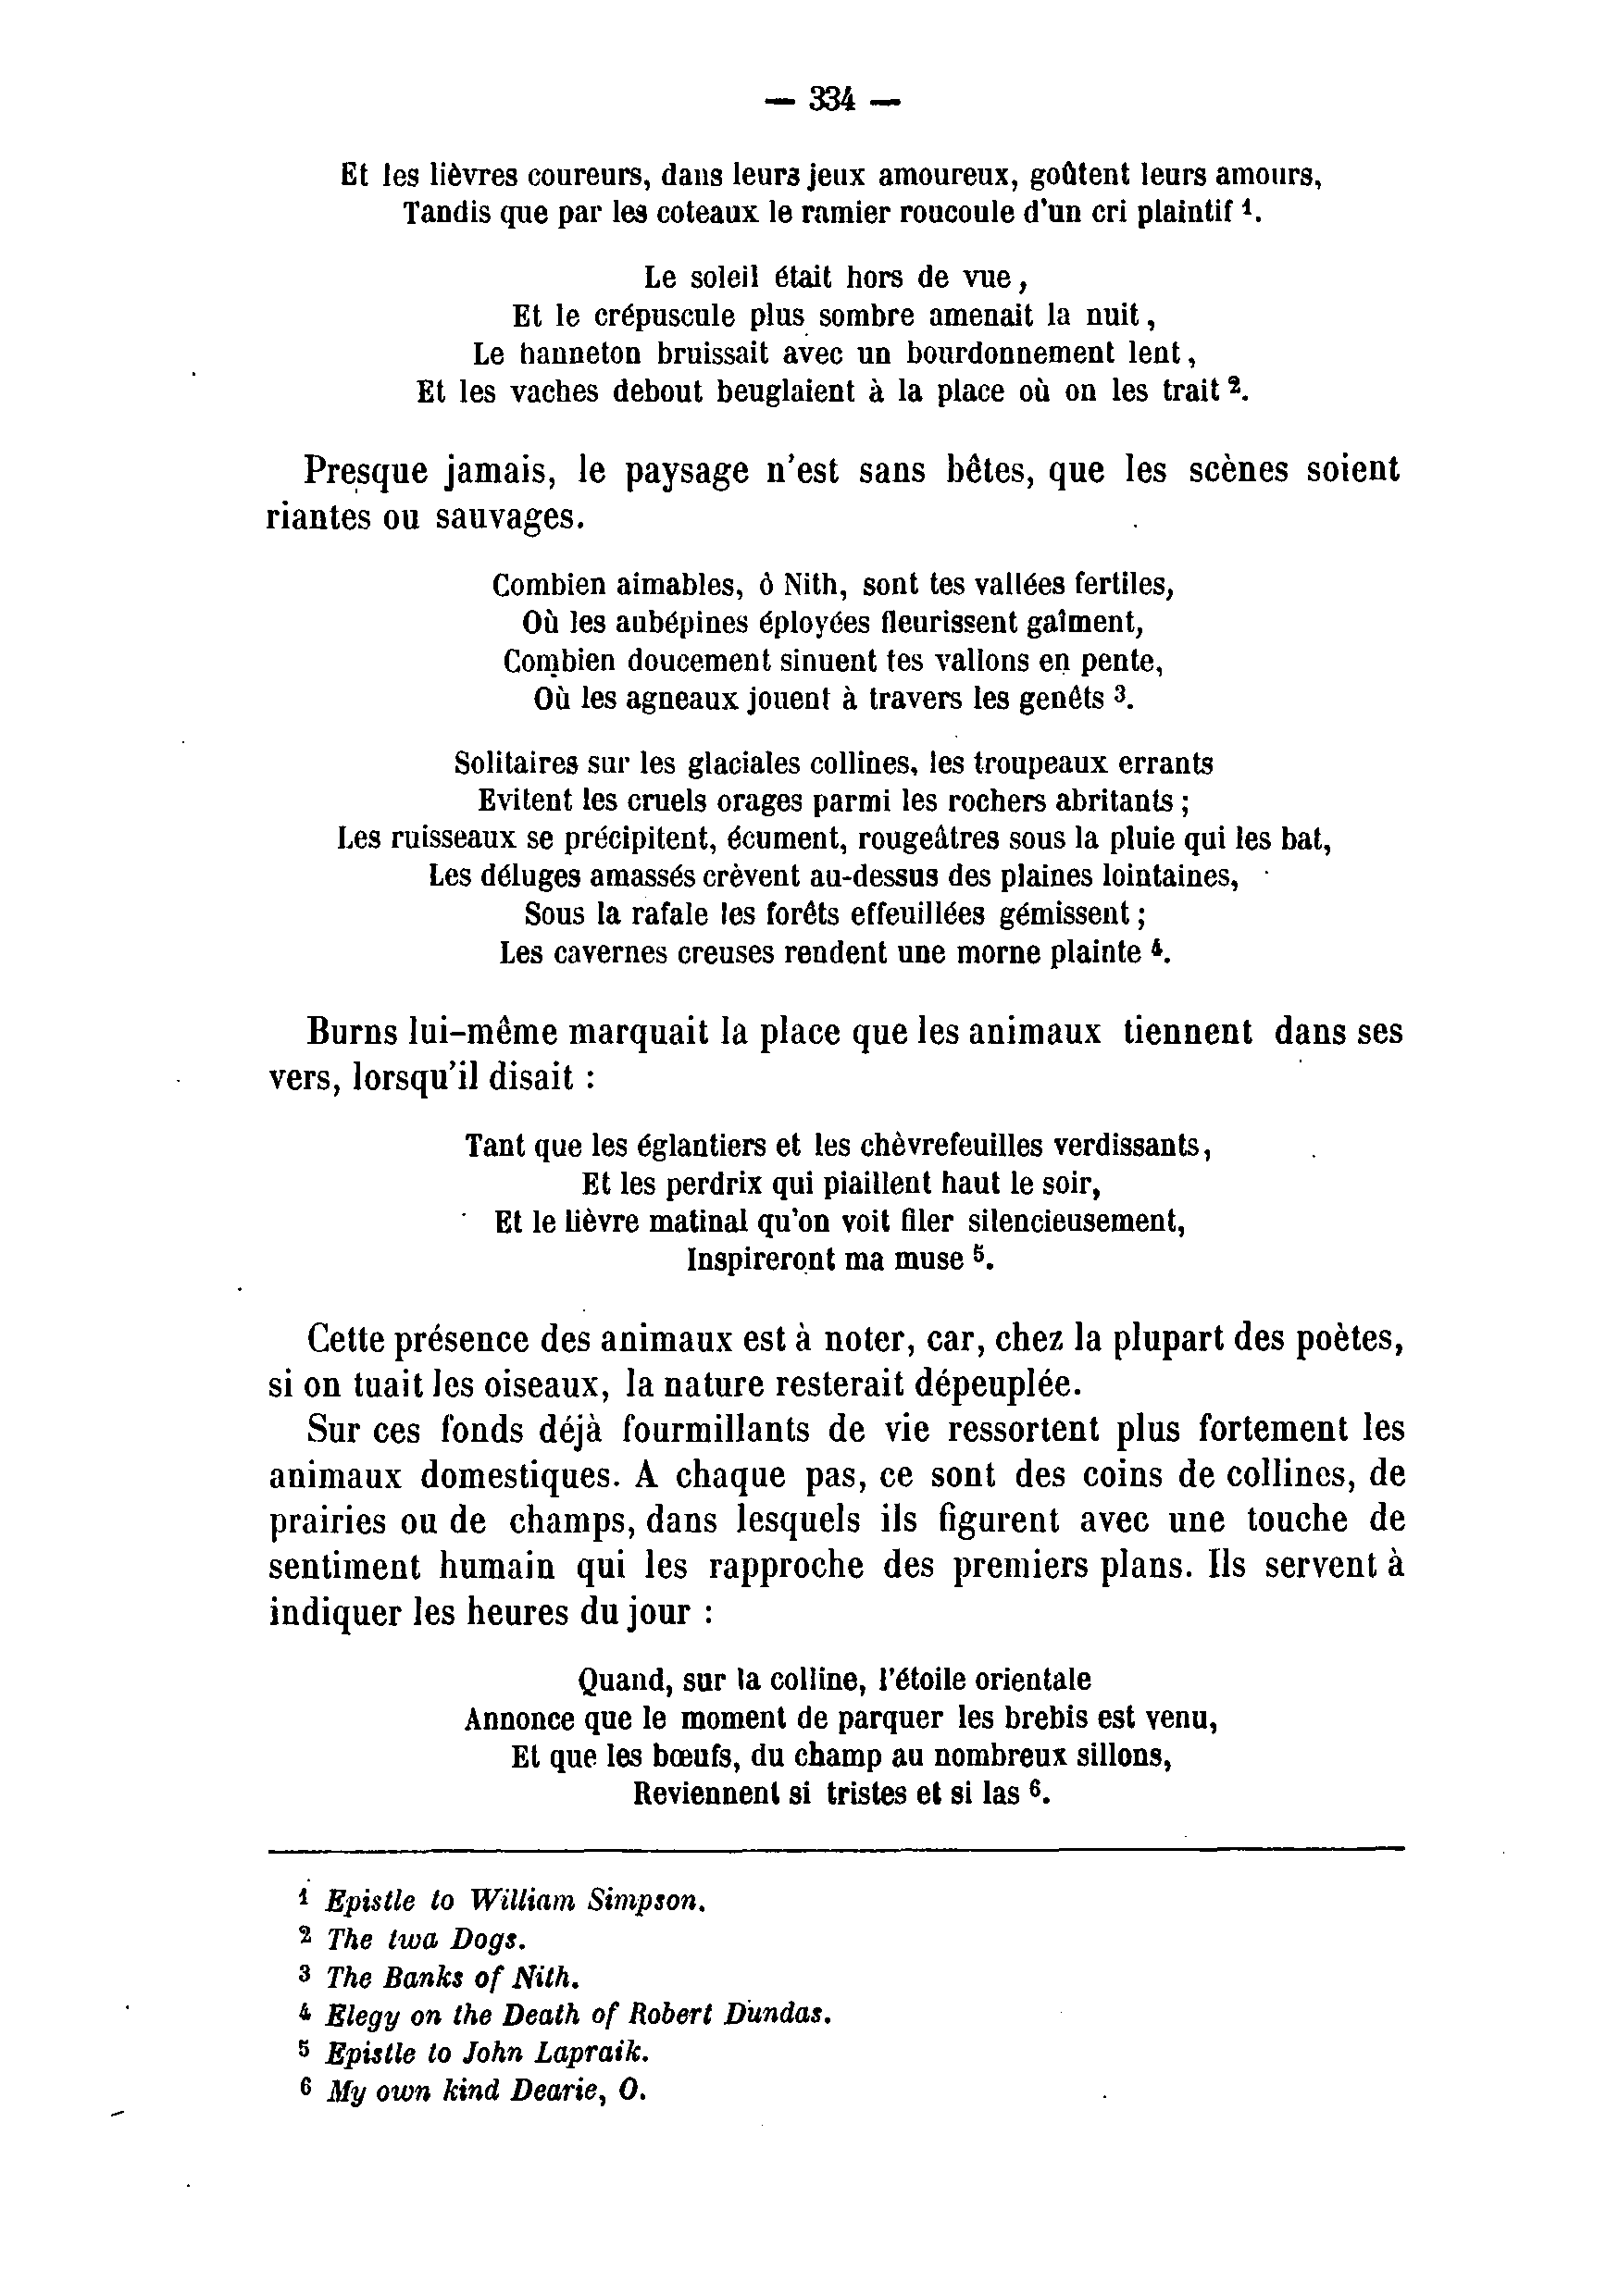 — 334 —
Et les lièvres coureurs, dans leurs jeux amoureux, goûtent leurs amours,
Tandis que par les coteaux le ramier roucoule d'un cri plaintif ¹.
Le soleil était hors de vue,
Et le crépuscule plus sombre amenait la nuit,
Le hanneton bruissait avec un bourdonnement lent,
Et les vaches debout beuglaient à la place où on les trait ².
Presque jamais, le paysage n'est sans bêtes, que les scènes soient
riantes ou sauvages.
Combien aimables, ô Nith, sont tes vallées fertiles,
Où les aubépines éployées fleurissent gaîment,
Combien doucement sinuent tes vallons en pente,
Où les agneaux jouent à travers les genêts ³.
Solitaires sur les glaciales collines, les troupeaux errants
Evitent les cruels orages parmi les rochers abritants ;
Les ruisseaux se précipitent, écument, rougeâtres sous la pluie qui les bat,
Les déluges amassés crèvent au-dessus des plaines lointaines,
Sous la rafale les forêts effeuillées gémissent ;
Les cavernes creuses rendent une morne plainte ⁴.
Burns lui-même marquait la place que les animaux tiennent dans ses
vers, lorsqu'il disait :
Tant que les églantiers et les chèvrefeuilles verdissants,
Et les perdrix qui piaillent haut le soir,
Et le lièvre matinal qu'on voit filer silencieusement,
Inspireront ma muse ⁵.
Cette présence des animaux est à noter, car, chez la plupart des poètes,
si on tuait les oiseaux, la nature resterait dépeuplée.
Sur ces fonds déjà fourmillants de vie ressortent plus fortement les
animaux domestiques. A chaque pas, ce sont des coins de collines, de
prairies ou de champs, dans lesquels ils figurent avec une touche de
sentiment humain qui les rapproche des premiers plans. Ils servent à
indiquer les heures du jour :
Quand, sur la colline, l'étoile orientale
Annonce que le moment de parquer les brebis est venu,
Et que les bœufs, du champ au nombreux sillons,
Reviennent si tristes et si las ⁶.
¹ Epistle to William Simpson.
² The twa Dogs.
³ The Banks of Nith.
⁴ Elegy on the Death of Robert Dundas.
⁵ Epistle to John Lapraik.
⁶ My own kind Dearie, O.